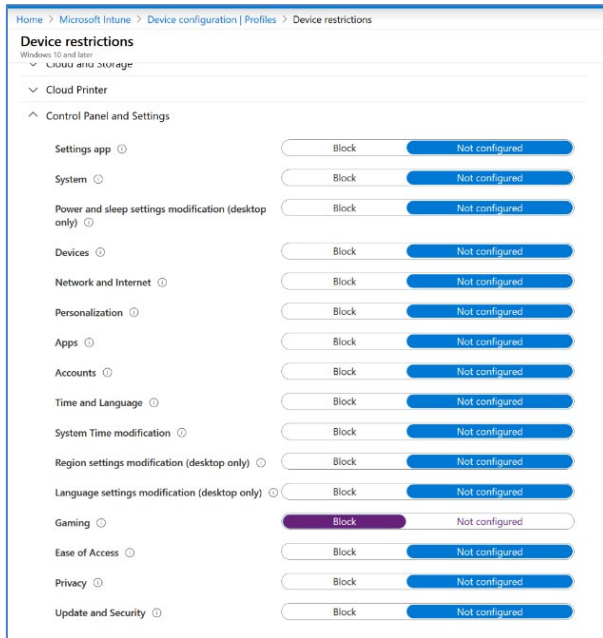 Home > Microsoft Intune > Device configuration | Profiles > Device restrictions
Device restrictions
Windows 10 and later
Cloud and Storage
Cloud Printer
Control Panel and Settings
Settings app Block Not configured
System Block Not configured
Power and sleep settings modification (desktop Block Not configured
only)
Devices Block Not configured
Network and Internet Block Not configured
Personalization Block Not configured
Apps Block Not configured
Accounts Block Not configured
Time and Language Block Not configured
System Time modification Block Not configured
Region settings modification (desktop only) Block Not configured
Language settings modification (desktop only) Block Not configured
Gaming Block Not configured
Ease of Access Block Not configured
Privacy Block Not configured
Update and Security Block Not configured